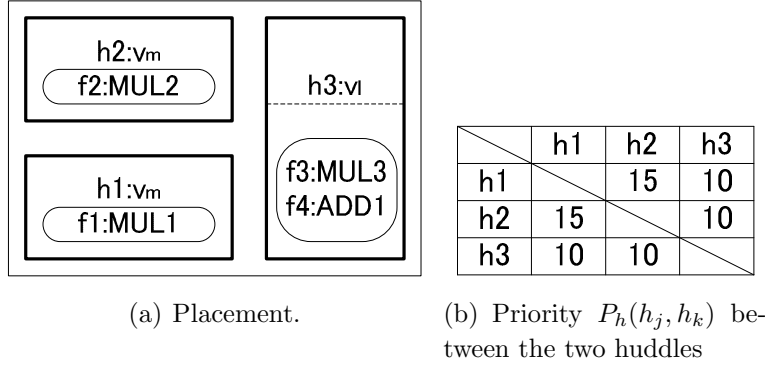 h2:vm
f2:MUL2
h1:vm
f1:MUL1
h3:vl
f3:MUL3
f4:ADD1
(a) Placement.
h1 h2 h3
h1 15 10
h2 15 10
h3 10 10
(b) Priority Ph(hj, hk) be-
tween the two huddles